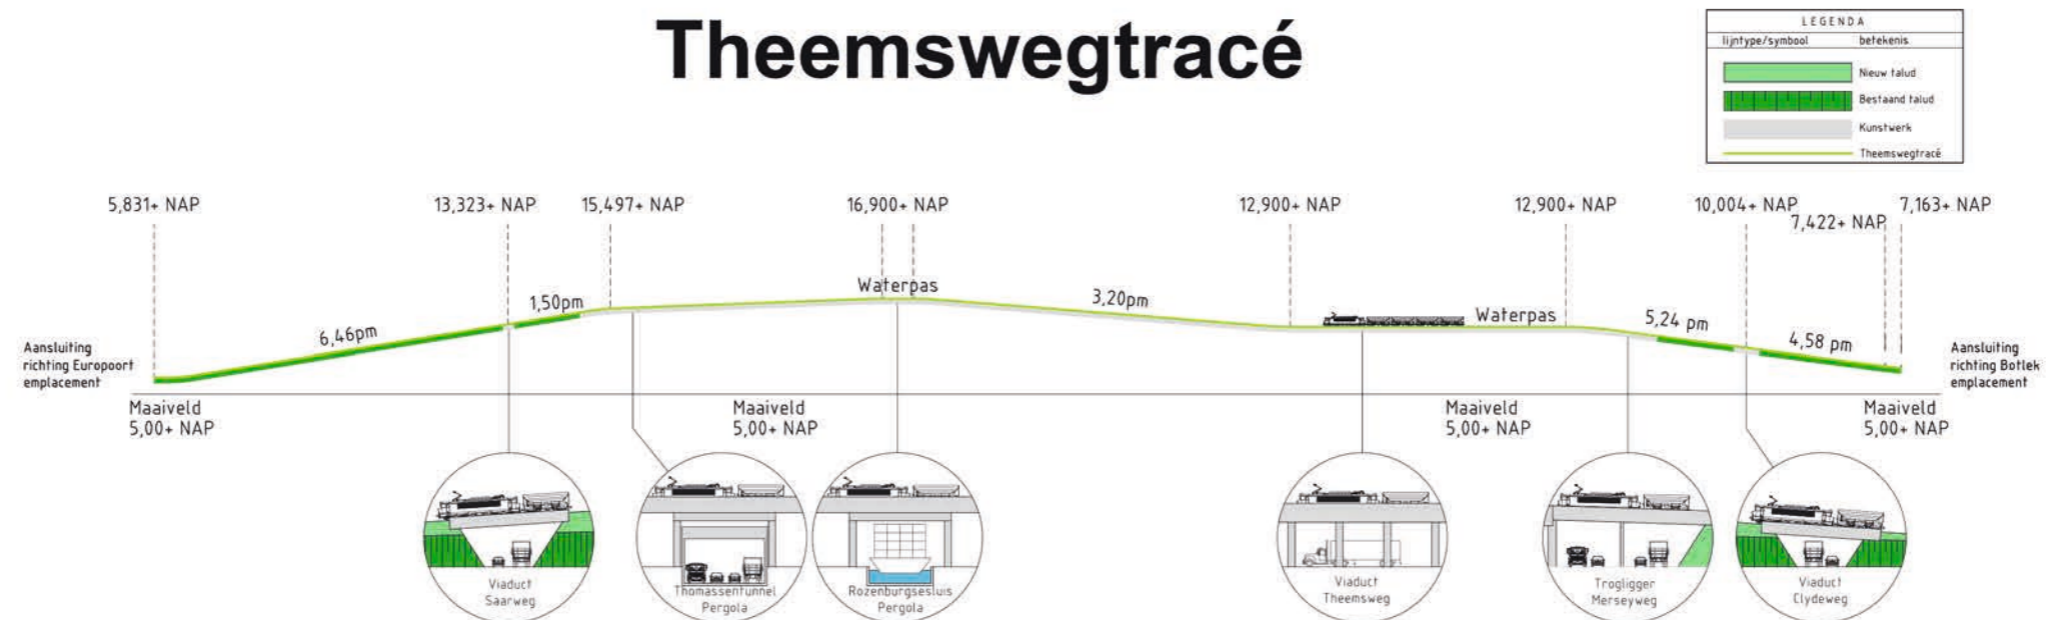 Theemswegtracé
LEGENDA
lijntype/symbool betekenis
Nieuw talud
Bestaand talud
Kunstwerk
Theemswegtracé
5,831+ NAP
13,323+ NAP
15,497+ NAP
16,900+ NAP
12,900+ NAP
12,900+ NAP
10,004+ NAP
7,422+ NAP
7,163+ NAP
6,46pm
1,50pm
Waterpas
3,20pm
Waterpas
5,24 pm
4,58 pm
Aansluiting
richting Europoort
emplacement
Aansluiting
richting Botlek
emplacement
Maaiveld
5,00+ NAP
Maaiveld
5,00+ NAP
Maaiveld
5,00+ NAP
Maaiveld
5,00+ NAP
Viaduct
Saarweg
Thomassentunnel
Pergola
Rozenburgsesluis
Pergola
Viaduct
Theemsweg
Trogligger
Merseyweg
Viaduct
Clydeweg